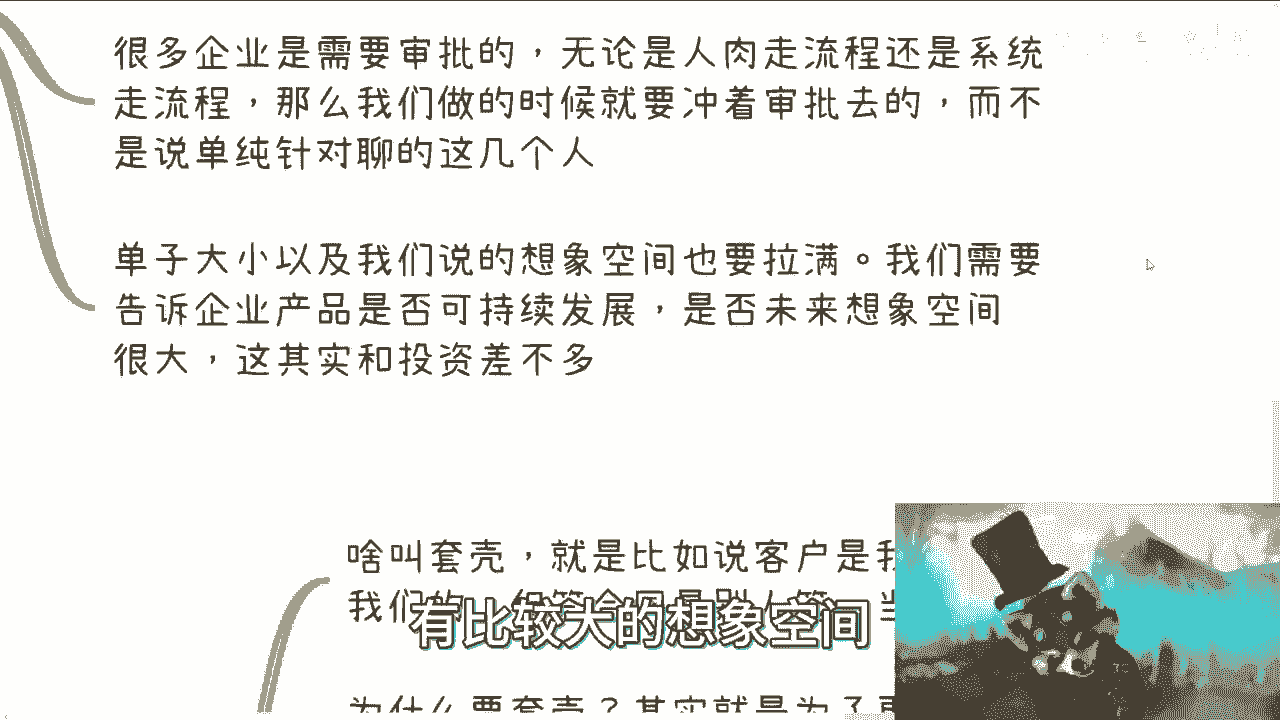 很多企业是需要审批的，无论是人肉走流程还是系统
走流程，那么我们做的时候就要冲着审批去的，而不
是说单纯针对聊的这几个人
单子大小以及我们说的想象空间也要拉满。我们需要
告诉企业产品是否可持续发展，是否未来想象空间
很大，这其实和投资差不多
啥叫套壳，就是比如说客户是我
我们的
有比较大的想象空间
为什么要套壳？其实就是为了